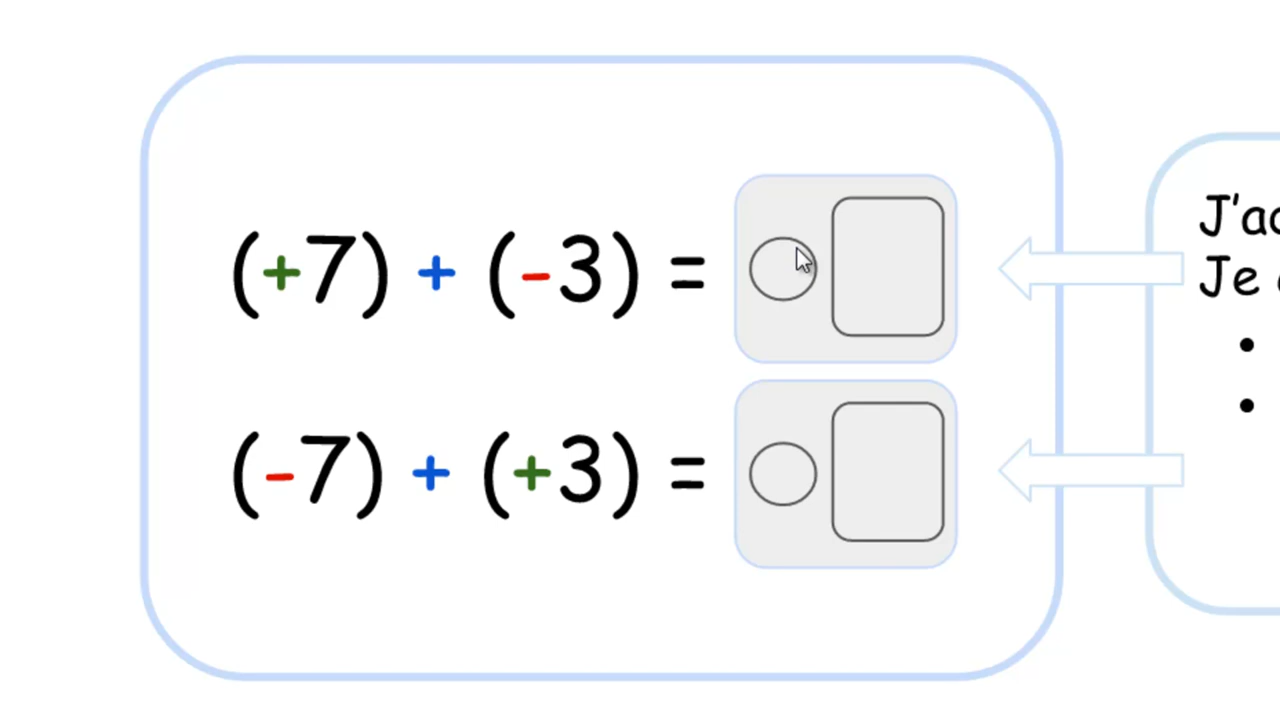 (+7) + (-3) =
(-7) + (+3) =
J'a
Je